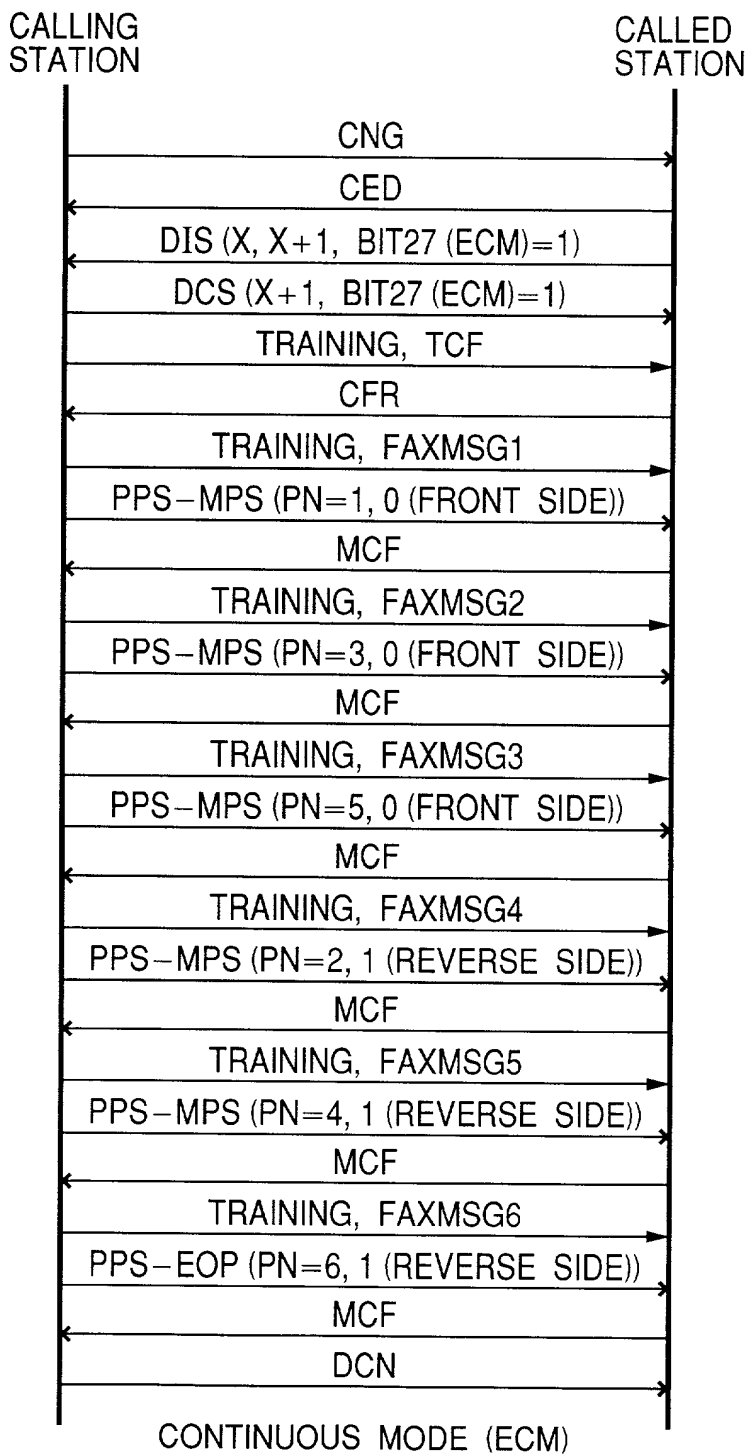 CALLING
STATION
CALLED
STATION
CNG
CED
DIS (X, X+1, BIT27 (ECM)=1)
DCS (X+1, BIT27 (ECM)=1)
TRAINING, TCF
CFR
TRAINING, FAXMSG1
PPS-MPS (PN=1, 0 (FRONT SIDE))
MCF
TRAINING, FAXMSG2
PPS-MPS (PN=3, 0 (FRONT SIDE))
MCF
TRAINING, FAXMSG3
PPS-MPS (PN=5, 0 (FRONT SIDE))
MCF
TRAINING, FAXMSG4
PPS-MPS (PN=2, 1 (REVERSE SIDE))
MCF
TRAINING, FAXMSG5
PPS-MPS (PN=4, 1 (REVERSE SIDE))
MCF
TRAINING, FAXMSG6
PPS-EOP (PN=6, 1 (REVERSE SIDE))
MCF
DCN
CONTINUOUS MODE (ECM)